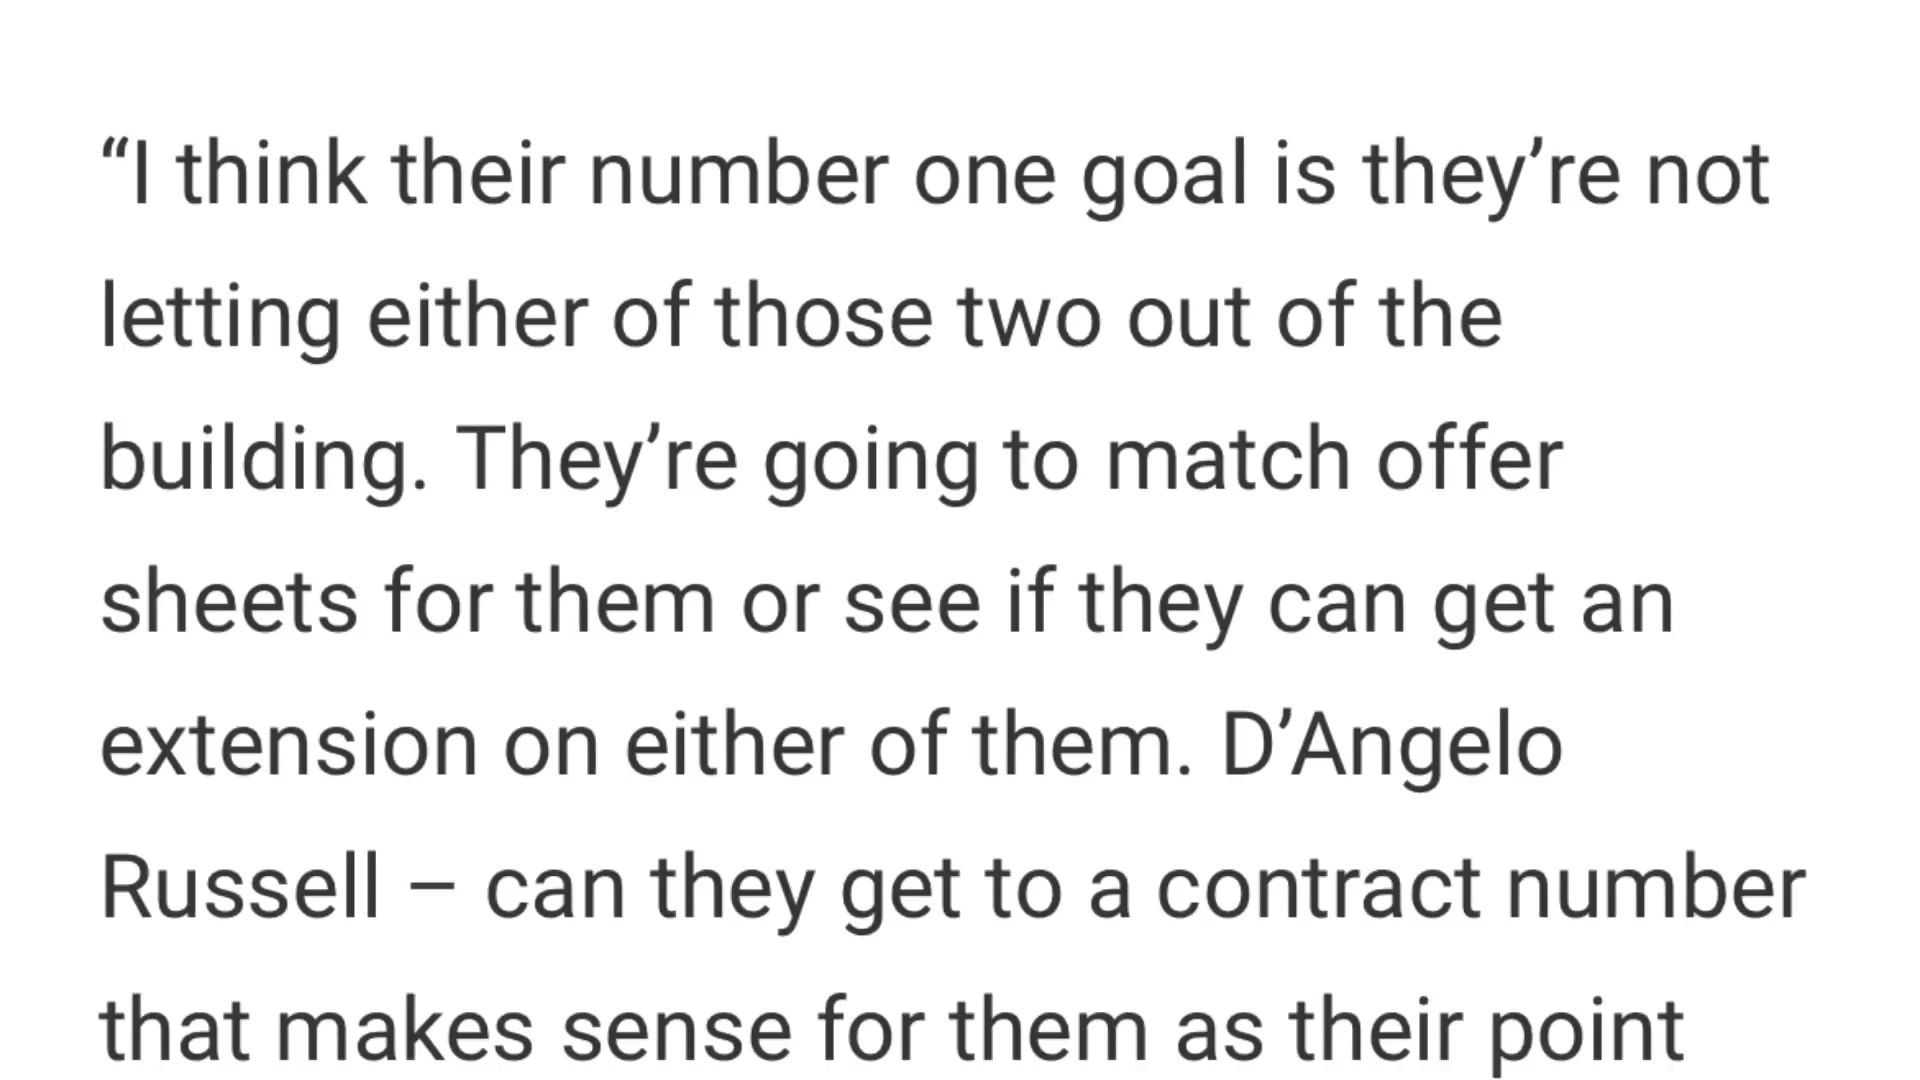 “I think their number one goal is they’re not
letting either of those two out of the
building. They’re going to match offer
sheets for them or see if they can get an
extension on either of them. D’Angelo
Russell – can they get to a contract number
that makes sense for them as their point